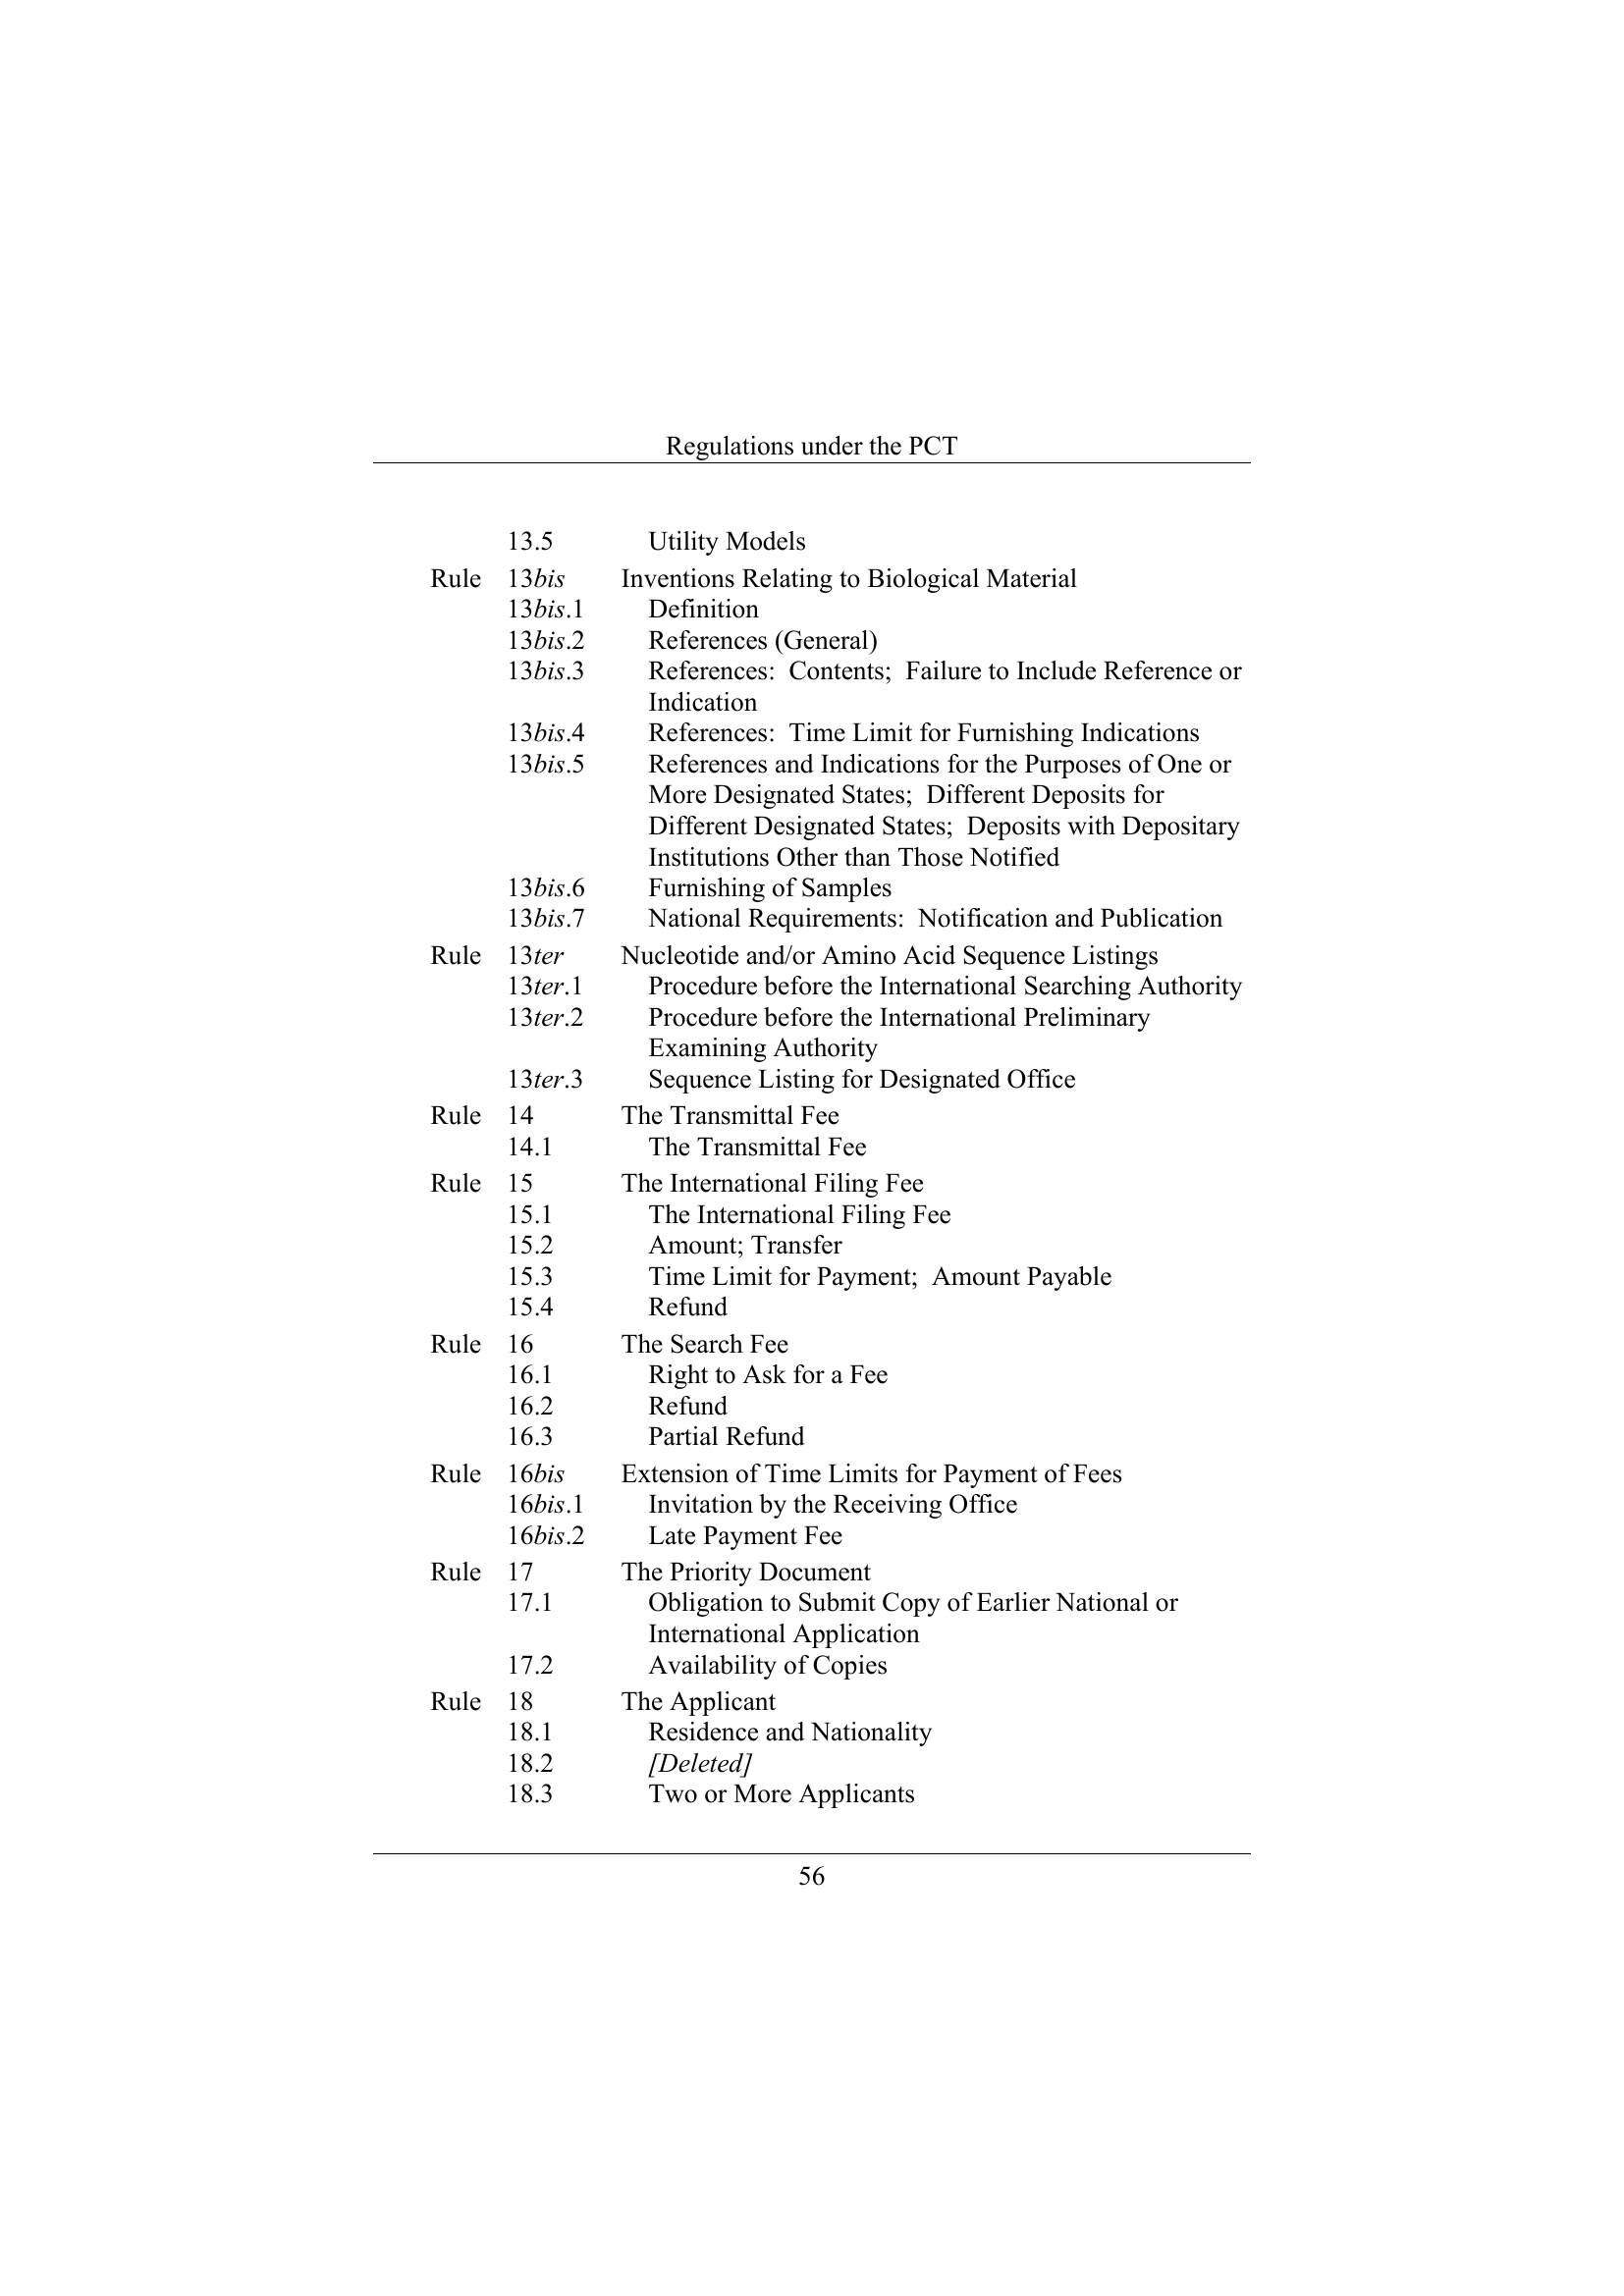 Regulations under the PCT
13.5 Utility Models
Rule 13bis Inventions Relating to Biological Material
13bis.1 Definition
13bis.2 References (General)
13bis.3 References: Contents; Failure to Include Reference or
Indication
13bis.4 References: Time Limit for Furnishing Indications
13bis.5 References and Indications for the Purposes of One or
More Designated States; Different Deposits for
Different Designated States; Deposits with Depositary
Institutions Other than Those Notified
13bis.6 Furnishing of Samples
13bis.7 National Requirements: Notification and Publication
Rule 13ter Nucleotide and/or Amino Acid Sequence Listings
13ter.1 Procedure before the International Searching Authority
13ter.2 Procedure before the International Preliminary
Examining Authority
13ter.3 Sequence Listing for Designated Office
Rule 14 The Transmittal Fee
14.1 The Transmittal Fee
Rule 15 The International Filing Fee
15.1 The International Filing Fee
15.2 Amount; Transfer
15.3 Time Limit for Payment; Amount Payable
15.4 Refund
Rule 16 The Search Fee
16.1 Right to Ask for a Fee
16.2 Refund
16.3 Partial Refund
Rule 16bis Extension of Time Limits for Payment of Fees
16bis.1 Invitation by the Receiving Office
16bis.2 Late Payment Fee
Rule 17 The Priority Document
17.1 Obligation to Submit Copy of Earlier National or
International Application
17.2 Availability of Copies
Rule 18 The Applicant
18.1 Residence and Nationality
18.2 [Deleted]
18.3 Two or More Applicants
56